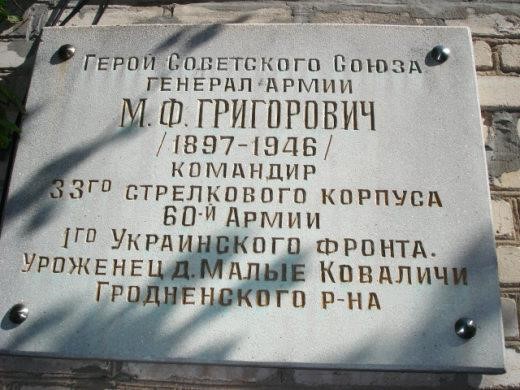 Герой Советского Союза
генерал армии
М. Ф. ГРИГОРОВИЧ
/1897-1946/
командир
33го стрелкового корпуса
60-й Армии
1го Украинского фронта.
Уроженец д. Малые Коваличи
Гродненского р-на